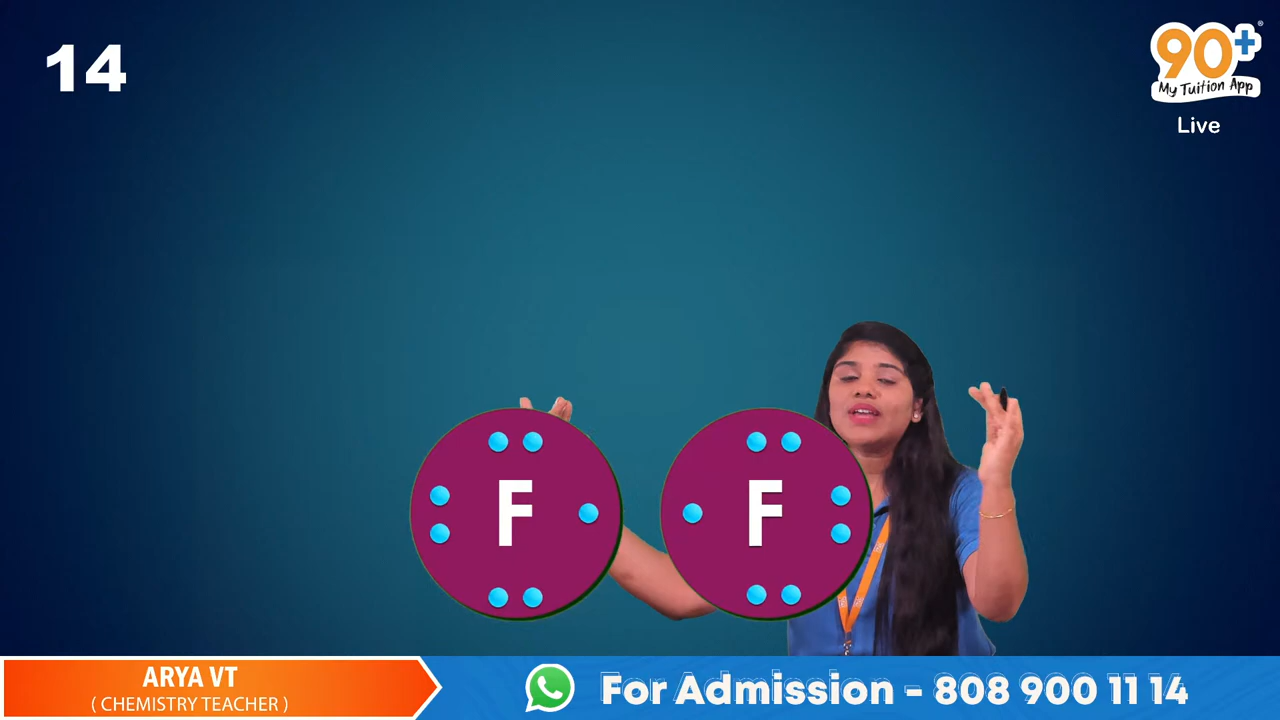 14
90+
My Tuition App
Live
F F
ARYA VT
( CHEMISTRY TEACHER )
For Admission - 808 900 11 14